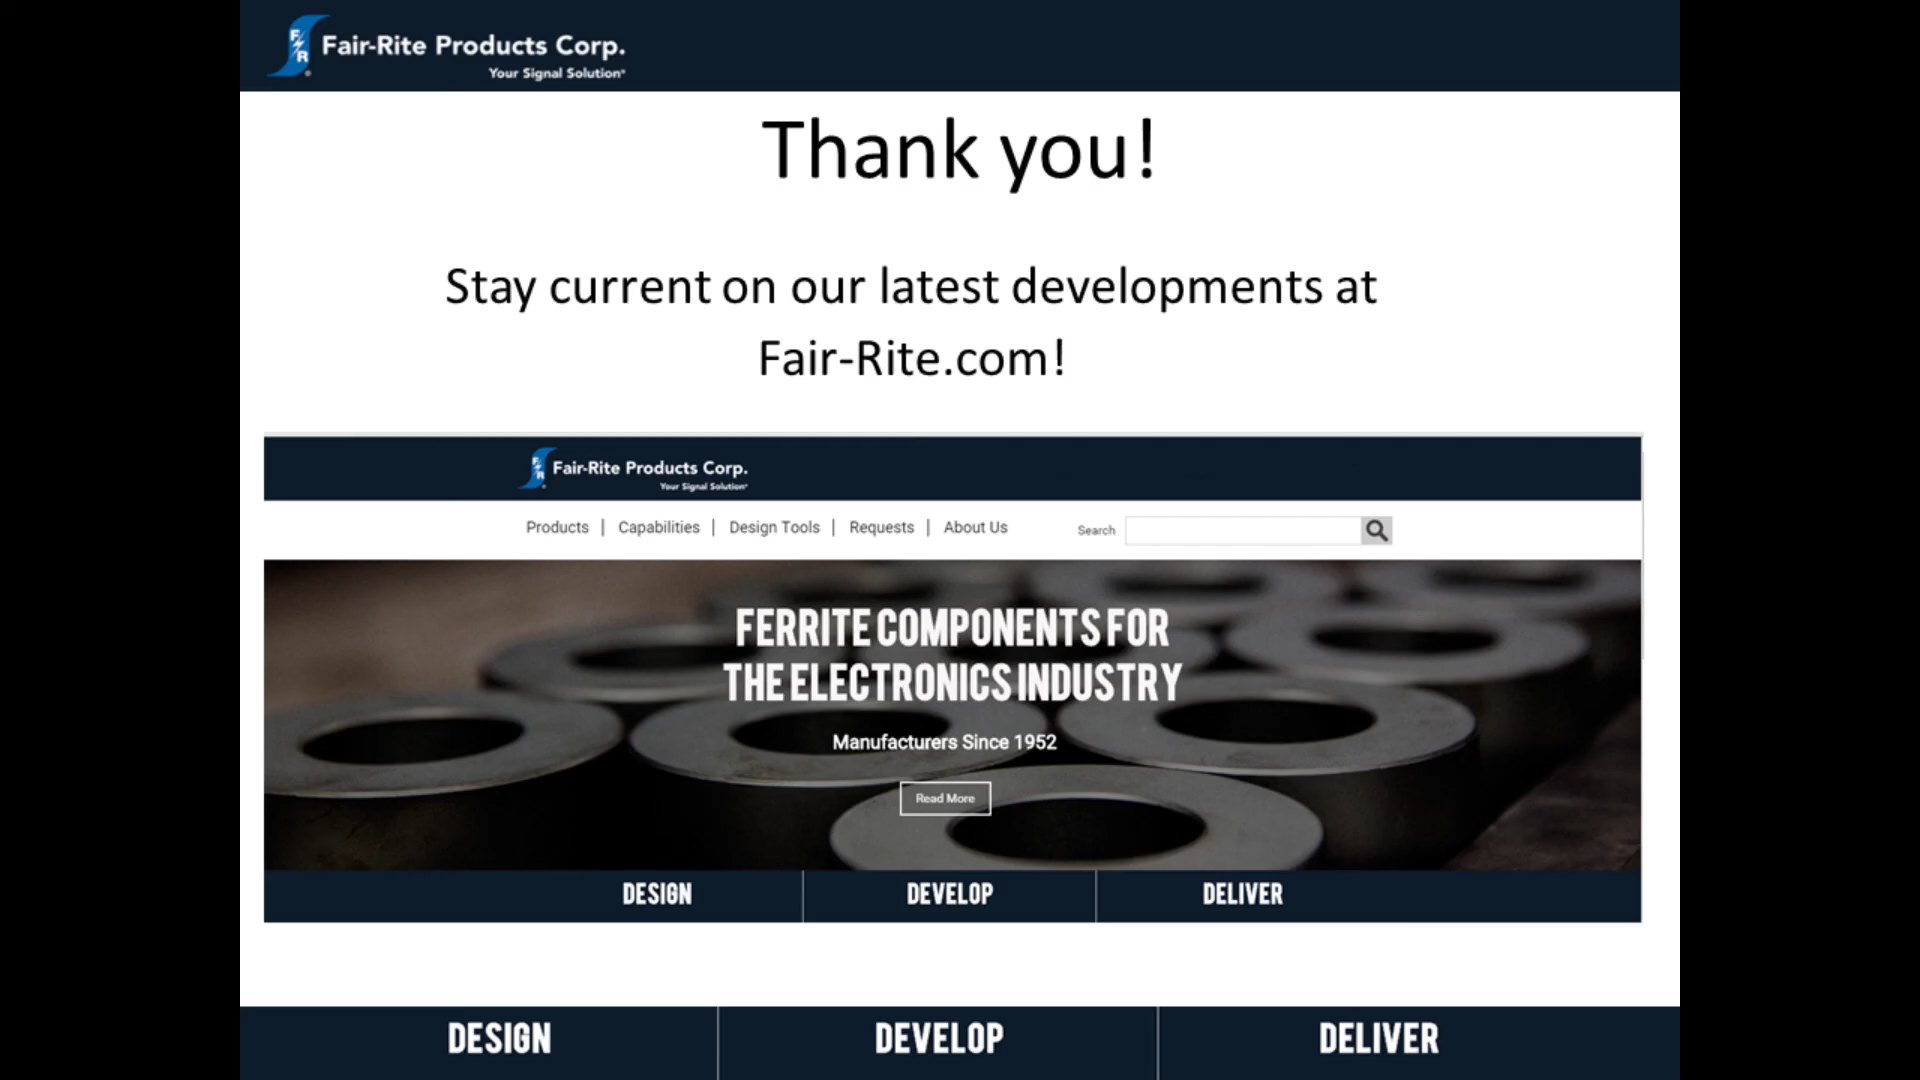 Fair-Rite Products Corp.
Your Signal Solution®
Thank you!
Stay current on our latest developments at
Fair-Rite.com!
Fair-Rite Products Corp.
Your Signal Solution®
Products | Capabilities | Design Tools | Requests | About Us Search
FERRITE COMPONENTS FOR
THE ELECTRONICS INDUSTRY
Manufacturers Since 1952
Read More
DESIGN DEVELOP DELIVER
DESIGN DEVELOP DELIVER